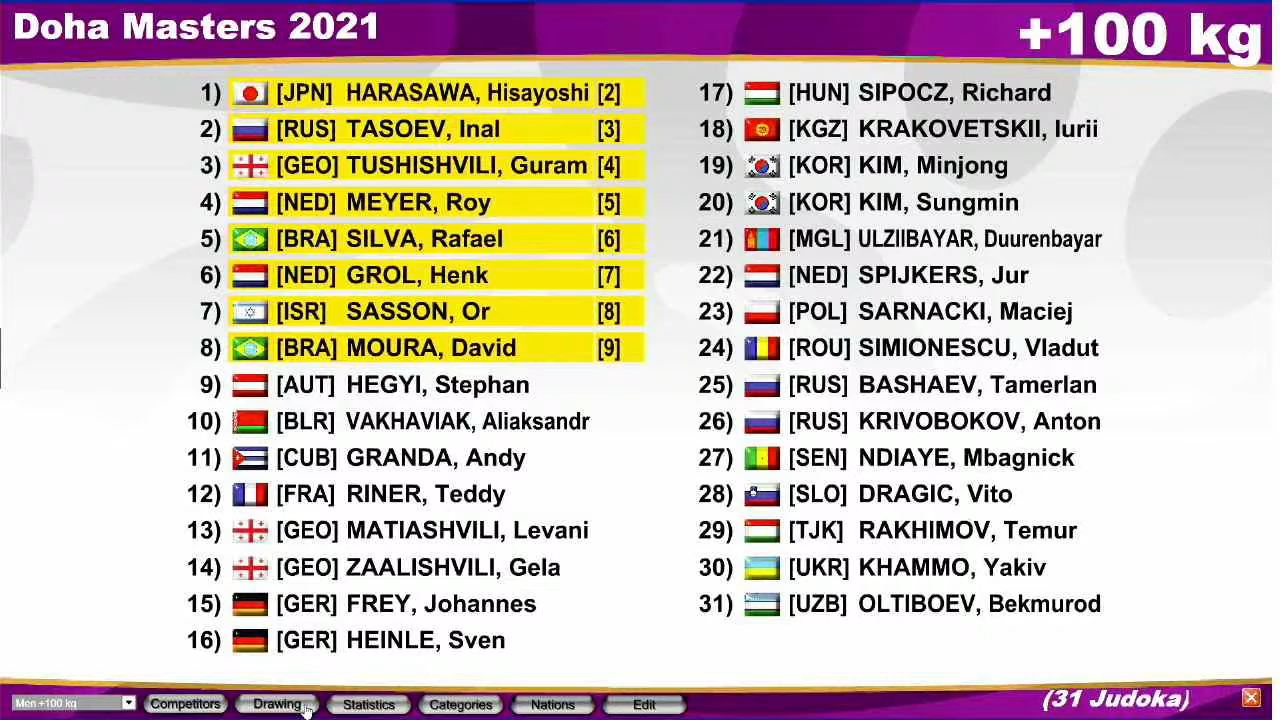 Doha Masters 2021
+100 kg
1) [JPN] HARASAWA, Hisayoshi [2]
2) [RUS] TASOEV, Inal [3]
3) [GEO] TUSHISHVILI, Guram [4]
4) [NED] MEYER, Roy [5]
5) [BRA] SILVA, Rafael [6]
6) [NED] GROL, Henk [7]
7) [ISR] SASSON, Or [8]
8) [BRA] MOURA, David [9]
9) [AUT] HEGYI, Stephan
10) [BLR] VAKHAVIAK, Aliaksandr
11) [CUB] GRANDA, Andy
12) [FRA] RINER, Teddy
13) [GEO] MATIASHVILI, Levani
14) [GEO] ZAALISHVILI, Gela
15) [GER] FREY, Johannes
16) [GER] HEINLE, Sven
17) [HUN] SIPOCZ, Richard
18) [KGZ] KRAKOVETSKII, Iurii
19) [KOR] KIM, Minjong
20) [KOR] KIM, Sungmin
21) [MGL] ULZIIBAYAR, Duurenbayar
22) [NED] SPIJKERS, Jur
23) [POL] SARNACKI, Maciej
24) [ROU] SIMIONESCU, Vladut
25) [RUS] BASHAEV, Tamerlan
26) [RUS] KRIVOBOKOV, Anton
27) [SEN] NDIAYE, Mbagnick
28) [SLO] DRAGIC, Vito
29) [TJK] RAKHIMOV, Temur
30) [UKR] KHAMMO, Yakiv
31) [UZB] OLTIBOEV, Bekmurod
Men +100 kg
Competitors
Drawing
Statistics
Categories
Nations
Edit
(31 Judoka)